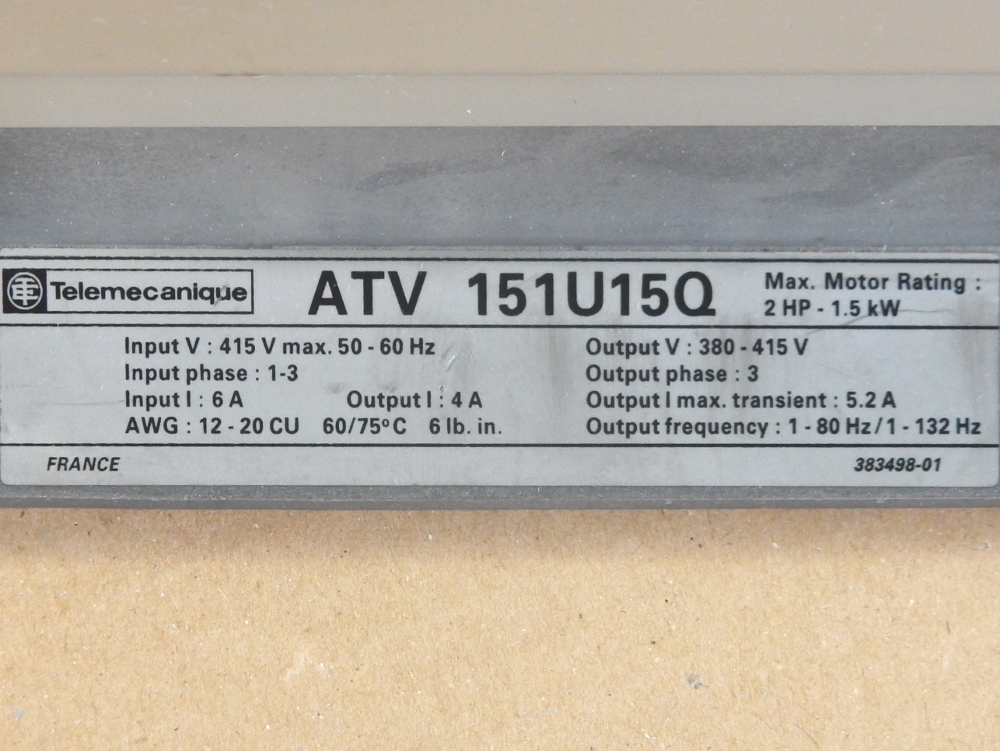 Telemecanique ATV 151U15Q Max. Motor Rating :
2 HP - 1.5 kW
Input V : 415 V max. 50 - 60 Hz Output V : 380 - 415 V
Input phase : 1-3 Output phase : 3
Input I : 6 A Output I : 4 A Output I max. transient : 5.2 A
AWG : 12 - 20 CU 60/75°C 6 lb. in. Output frequency : 1 - 80 Hz / 1 - 132 Hz
FRANCE 383498-01